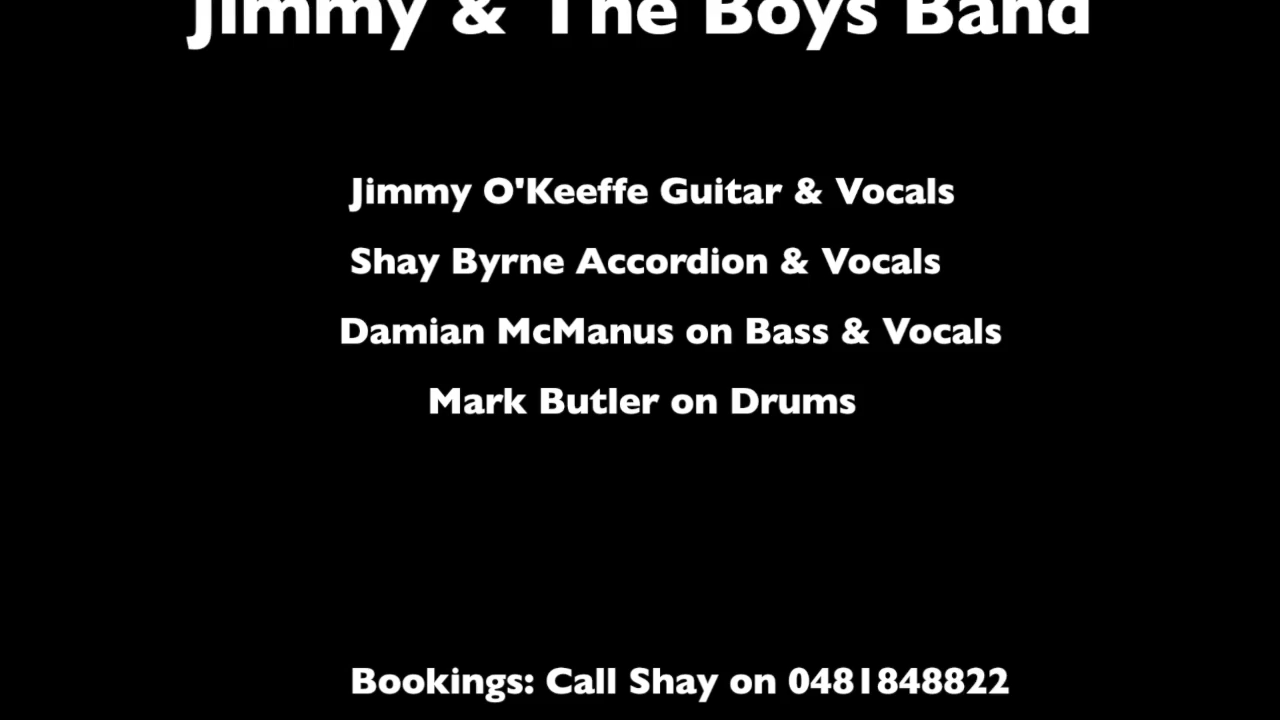 Jimmy & The Boys Band
Jimmy O'Keeffe Guitar & Vocals
Shay Byrne Accordion & Vocals
Damian McManus on Bass & Vocals
Mark Butler on Drums
Bookings: Call Shay on 0481848822